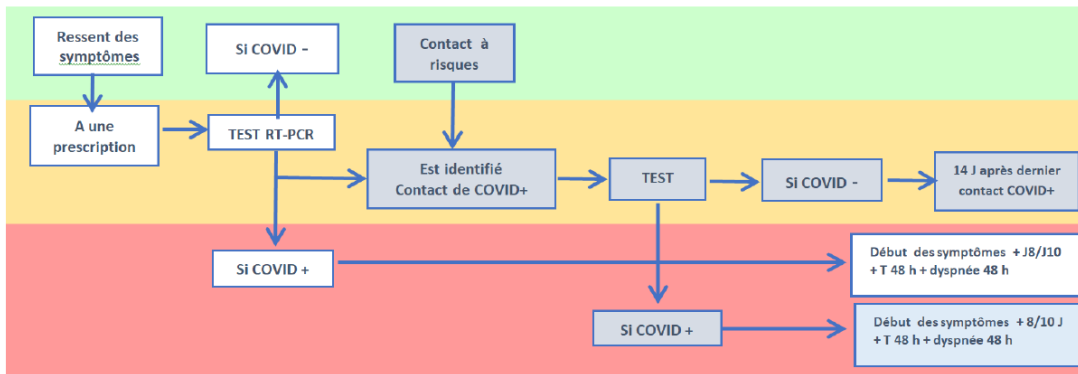 Ressent des
symptômes
Si COVID –
Contact à
risques
A une
prescription
TEST RT-PCR
Est identifié
Contact de COVID+
TEST
Si COVID -
14 J après dernier
contact COVID+
Si COVID +
Début des symptômes + J8/J10
+ T 48 h + dyspnée 48 h
Si COVID +
Début des symptômes + 8/10 J
+ T 48 h + dyspnée 48 h